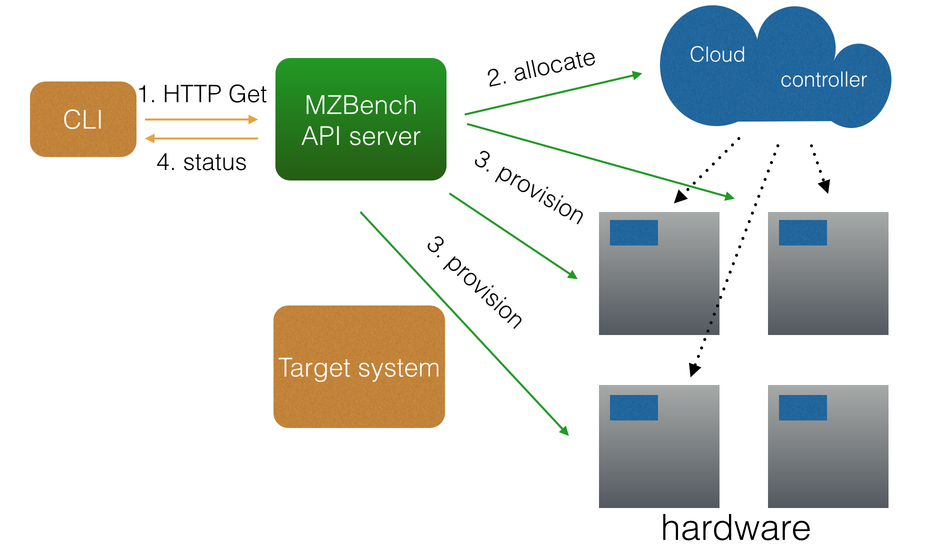 1. HTTP Get
CLI
4. status
MZBench
API server
2. allocate
Cloud
controller
3. provision
3. provision
Target system
hardware